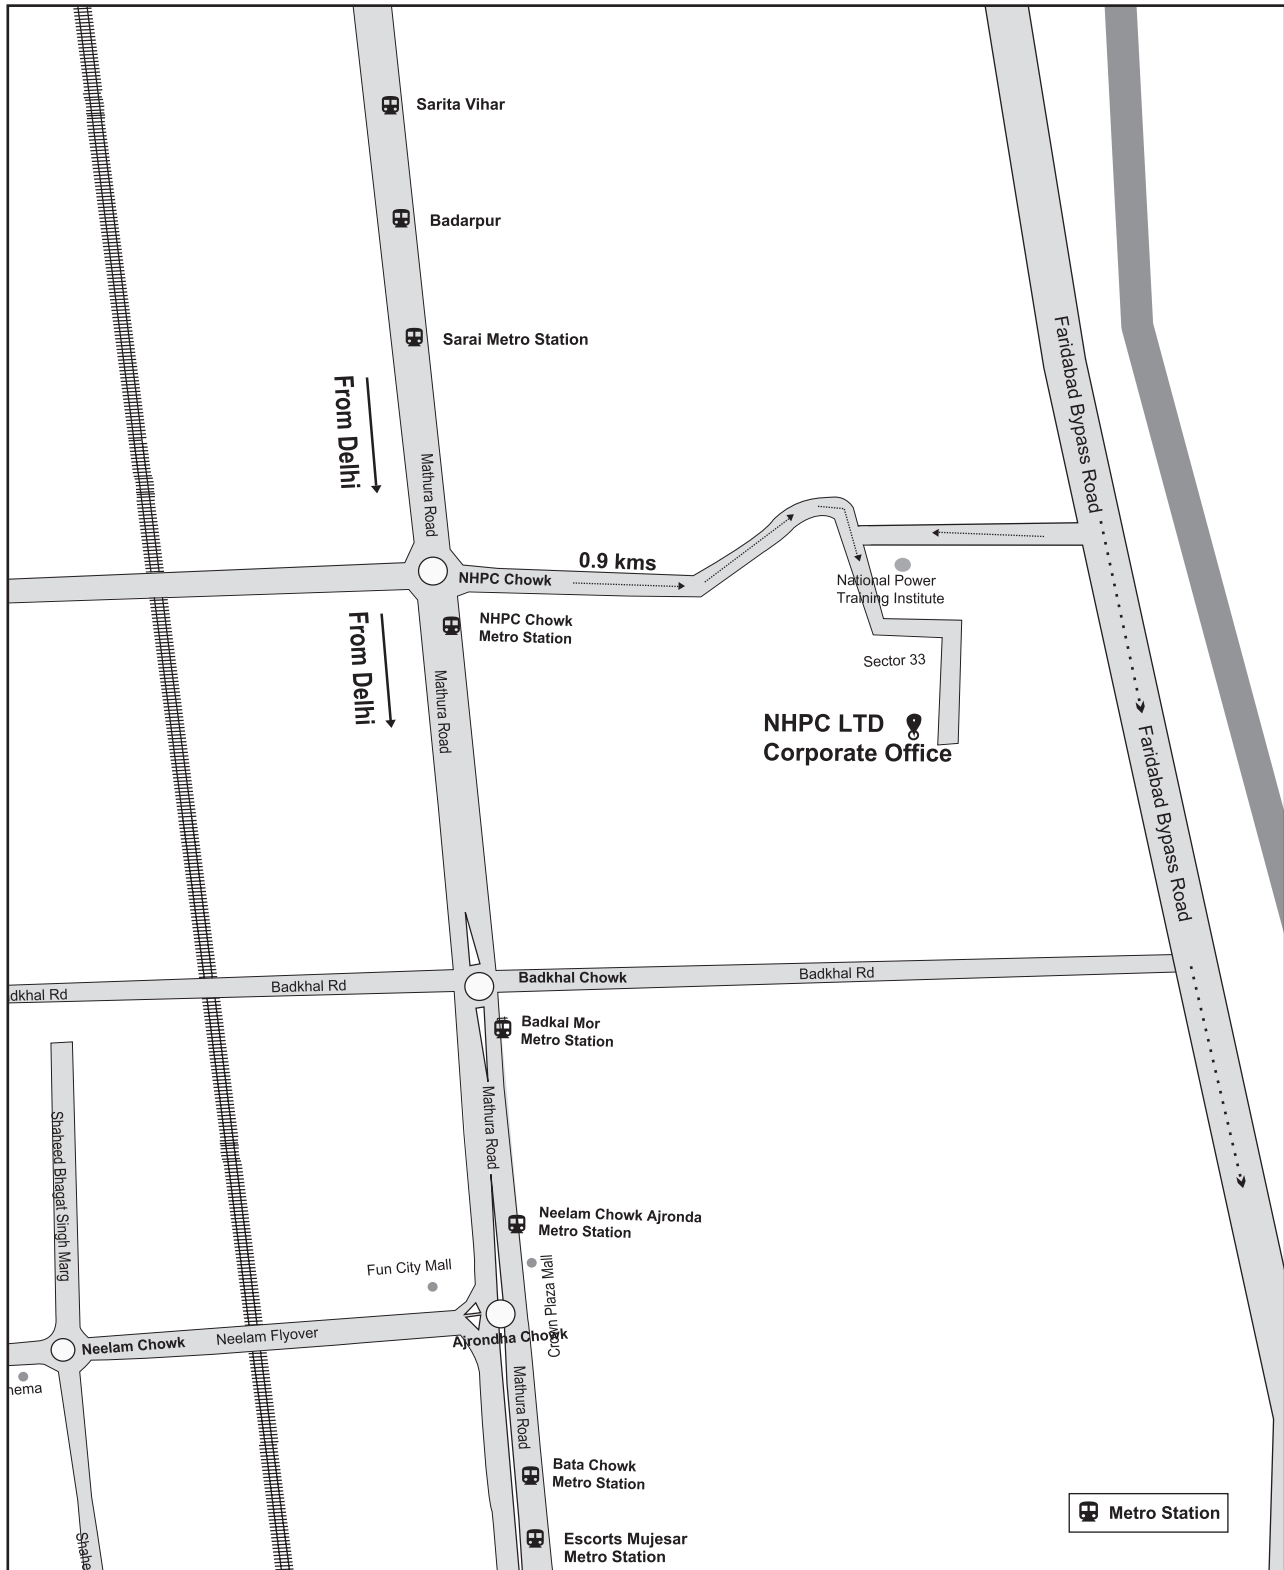 Sarita Vihar
Badarpur
Sarai Metro Station
From Delhi
Mathura Road
Faridabad Bypass Road
0.9 kms
NHPC Chowk
National Power
Training Institute
NHPC Chowk
Metro Station
From Delhi
Mathura Road
Sector 33
NHPC LTD
Corporate Office
Faridabad Bypass Road
Badkhal Chowk
Badkhal Rd
Badkhal Rd
dkhal Rd
Badkal Mor
Metro Station
Mathura Road
Shaheed Bhagat Singh Marg
Neelam Chowk Ajronda
Metro Station
Fun City Mall
Crown Plaza Mall
Neelam Chowk
Neelam Flyover
Ajrondha Chowk
nema
Mathura Road
Bata Chowk
Metro Station
Metro Station
Escorts Mujesar
Metro Station
Shahe